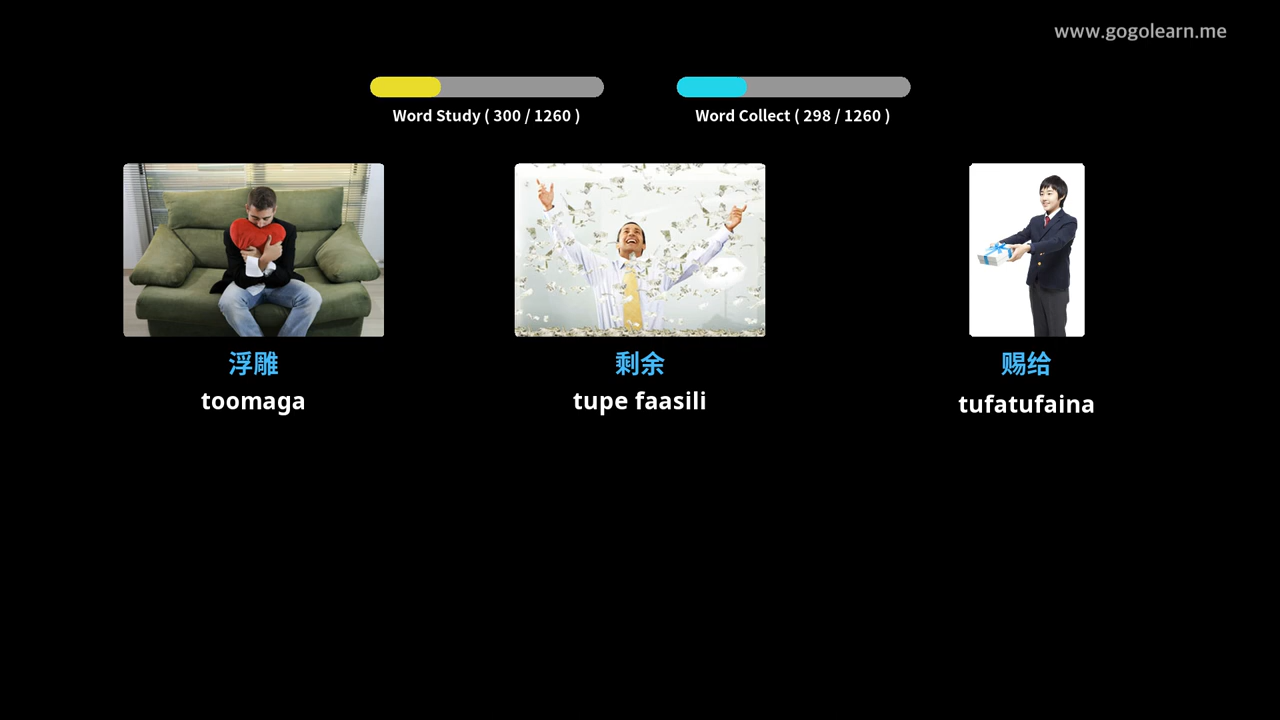 www.gogolearn.me
Word Study ( 300 / 1260 )
Word Collect ( 298 / 1260 )
浮雕
toomaga
剩余
tupe faasili
赐给
tufatufaina